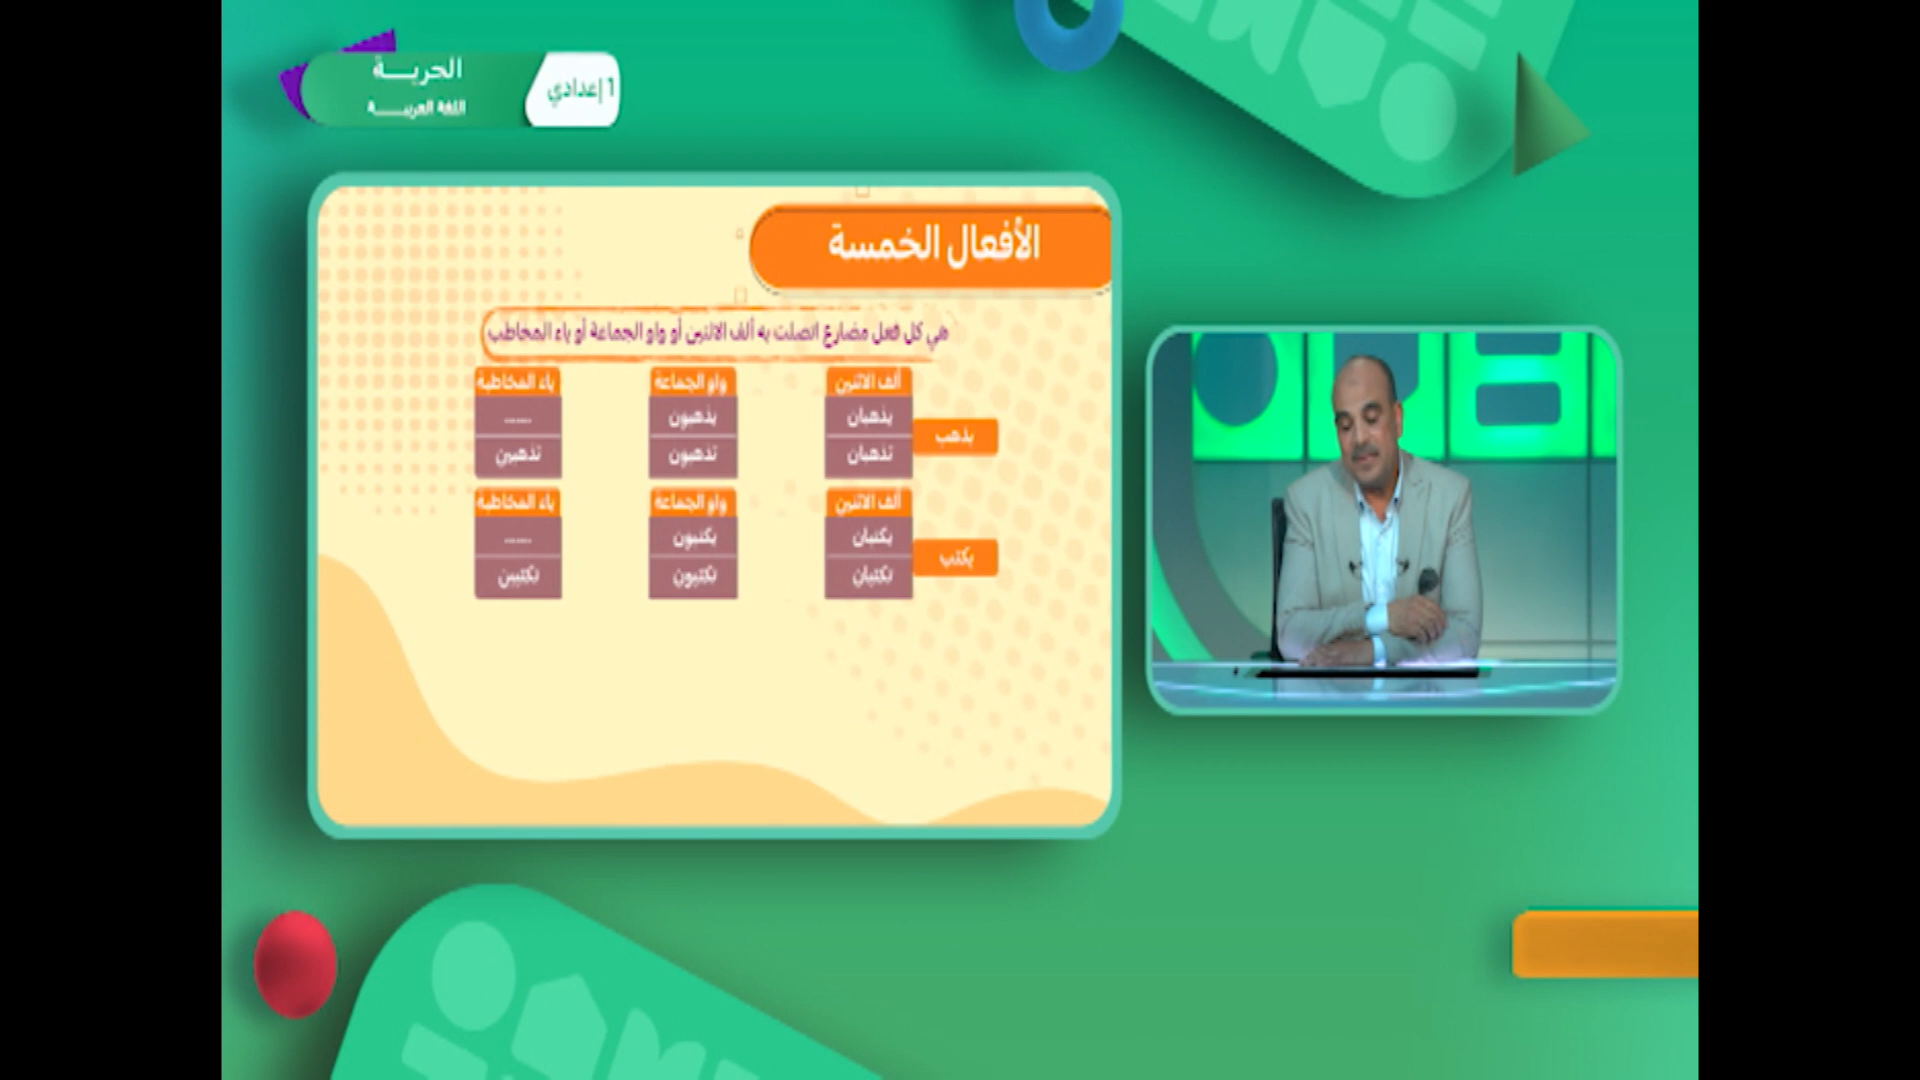 الحريـــة
اللغة العربيـــة
1 إعدادي
الأفعال الخمسة
هي كل فعل مضارع اتصلت به ألف الاثنين أو واو الجماعة أو ياء المخاطب
ألف الاثنين واو الجماعة ياء المخاطبة
يذهب
يذهبان يذهبون ......
تذهبان تذهبون تذهبين
ألف الاثنين واو الجماعة ياء المخاطبة
يكتب
يكتبان يكتبون ......
تكتبان تكتبون تكتبين